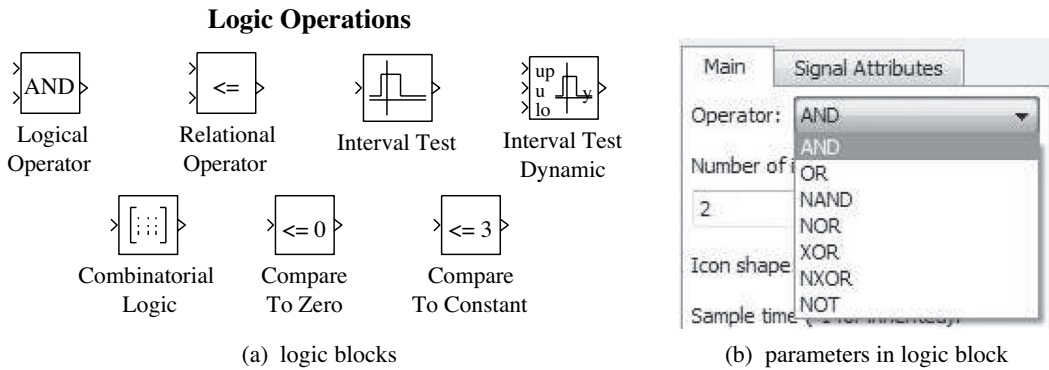 Logic Operations
AND
Logical
Operator
<=
Relational
Operator
Interval Test
up
u
lo
y
Interval Test
Dynamic
Combinatorial
Logic
<= 0
Compare
To Zero
<= 3
Compare
To Constant
(a) logic blocks
Main
Signal Attributes
Operator:
AND
AND
OR
NAND
NOR
XOR
NXOR
NOT
Number of i
2
Icon shape
Sample time
(b) parameters in logic block